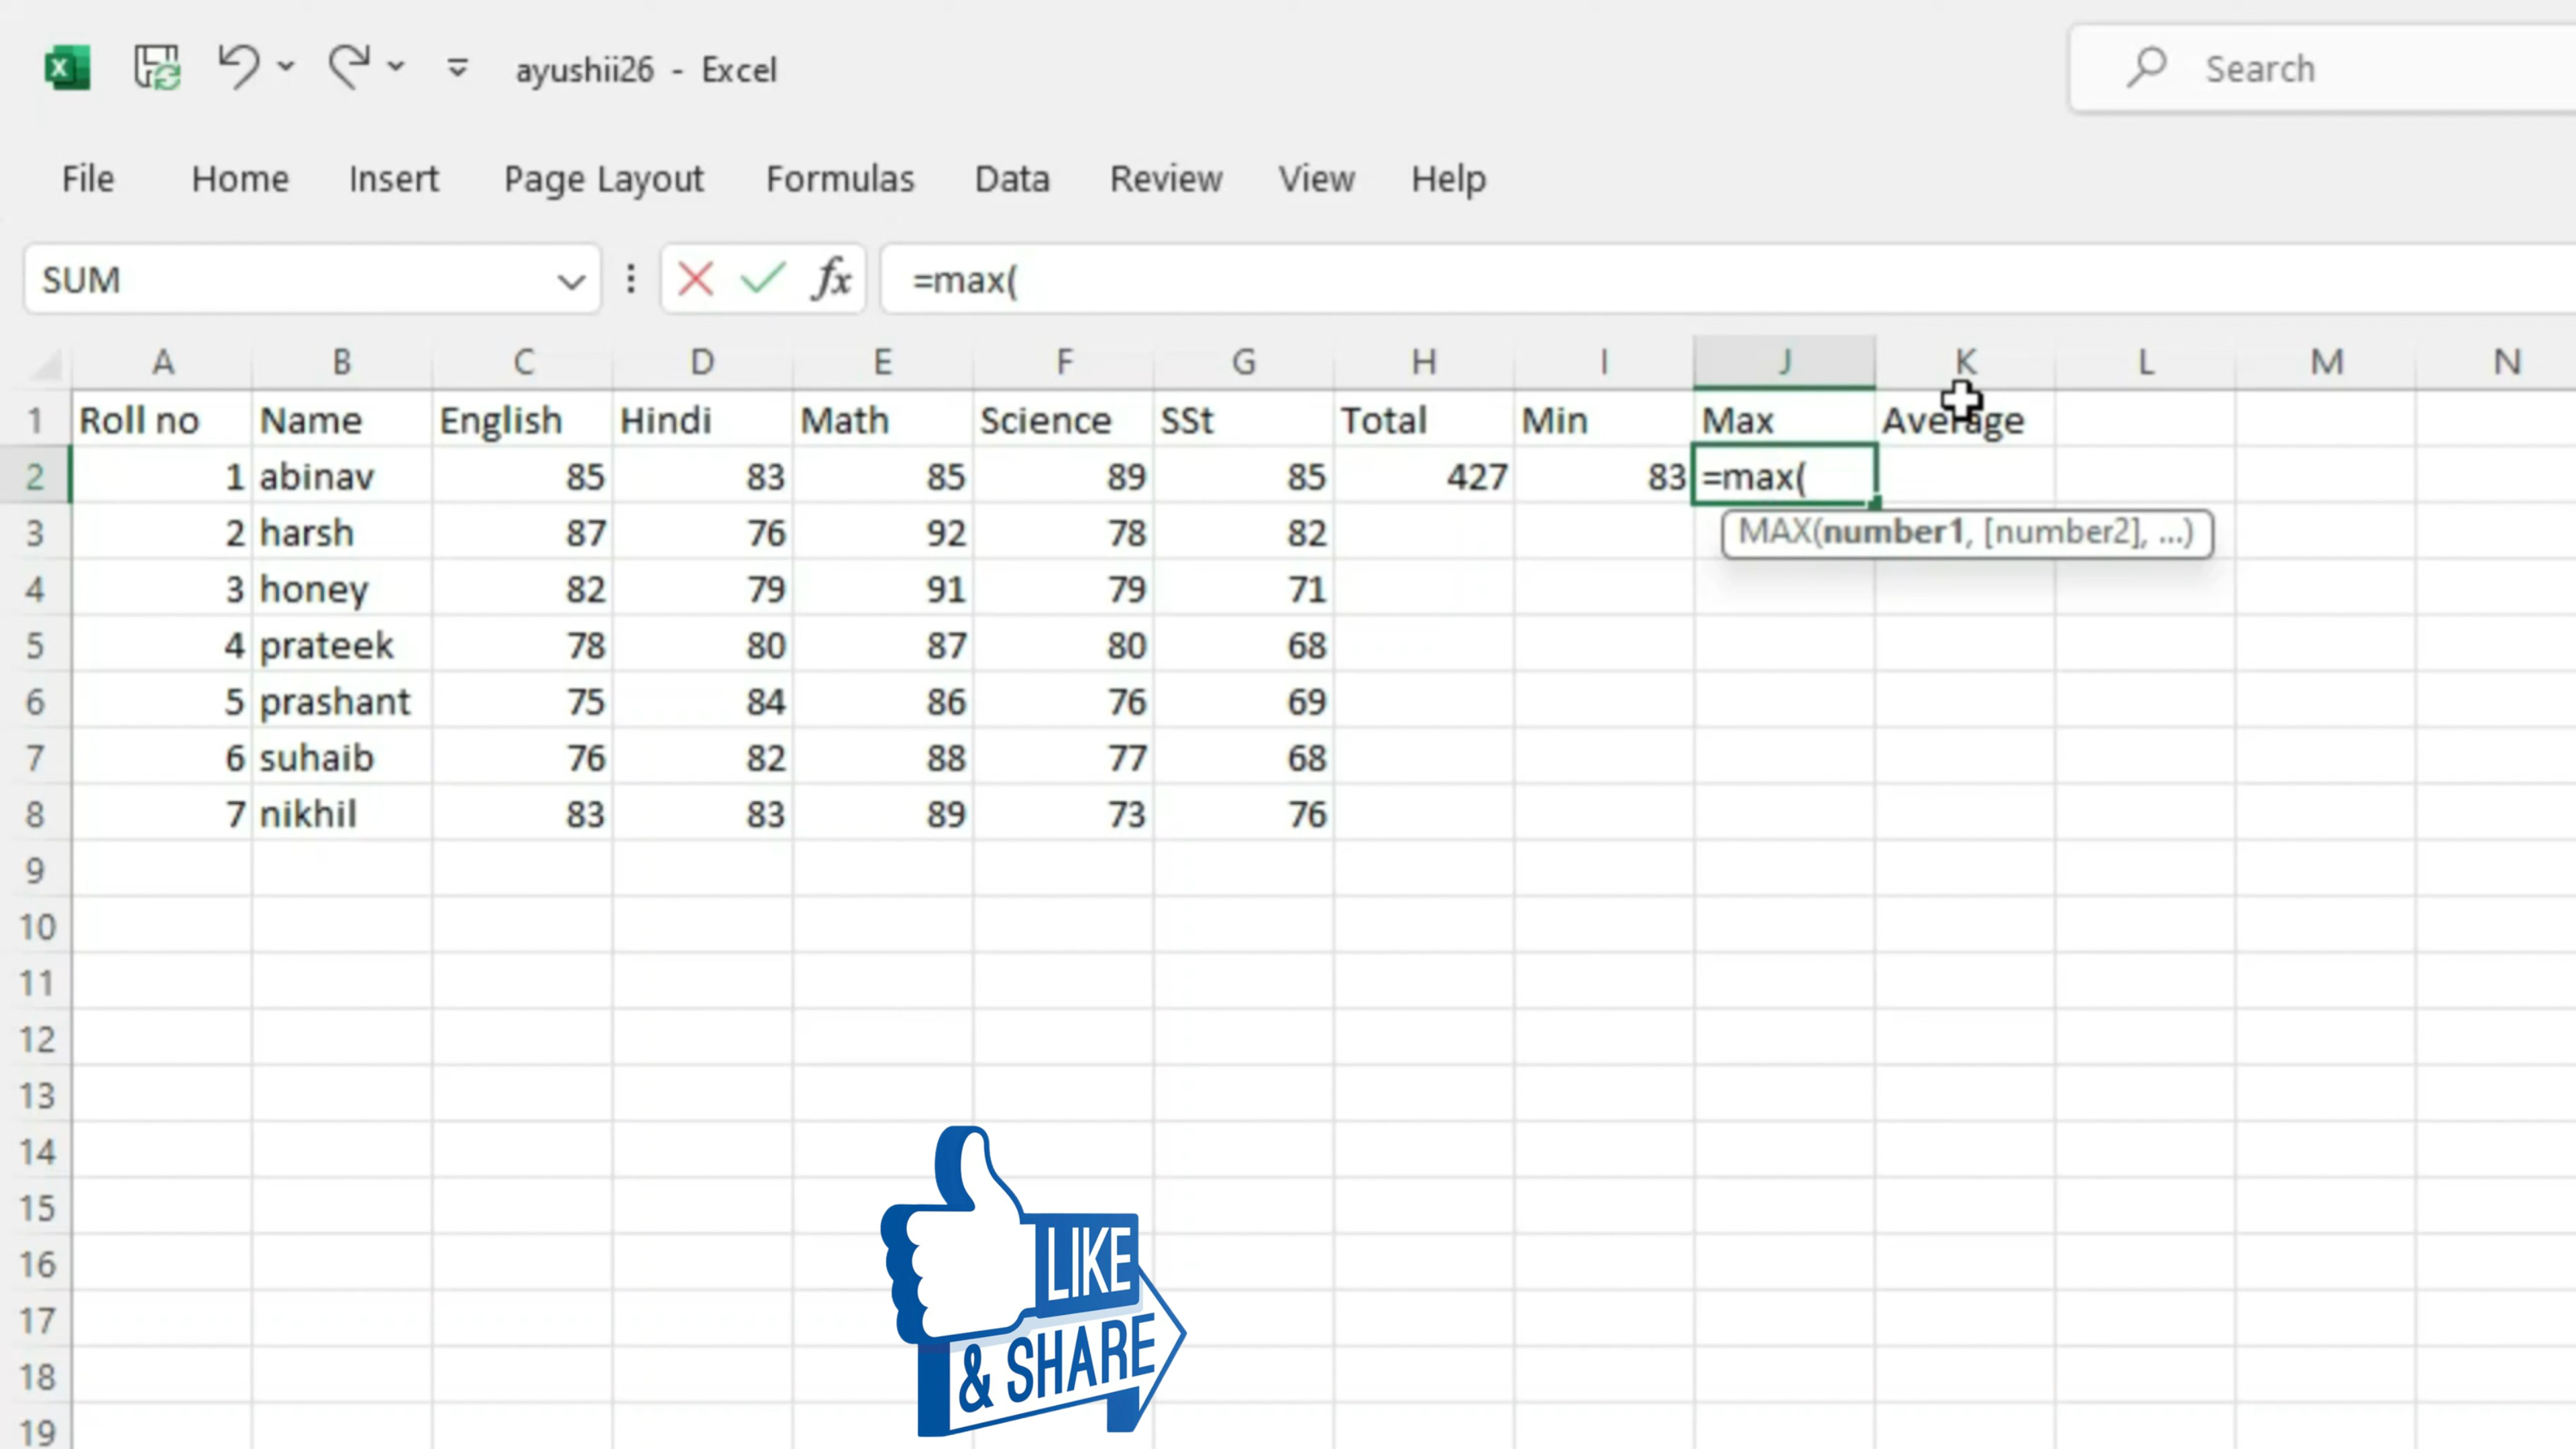 ayushii26 - Excel
Search
File Home Insert Page Layout Formulas Data Review View Help
SUM fx =max(
A B C D E F G H I J K L M N
1 Roll no Name English Hindi Math Science SSt Total Min Max Average
2 1 abinav 85 83 85 89 85 427 83 =max(
MAX(number1, [number2], ...)
3 2 harsh 87 76 92 78 82
4 3 honey 82 79 91 79 71
5 4 prateek 78 80 87 80 68
6 5 prashant 75 84 86 76 69
7 6 suhaib 76 82 88 77 68
8 7 nikhil 83 83 89 73 76
9
10
11
12
13
14
15
16
17
18
19
LIKE
& SHARE